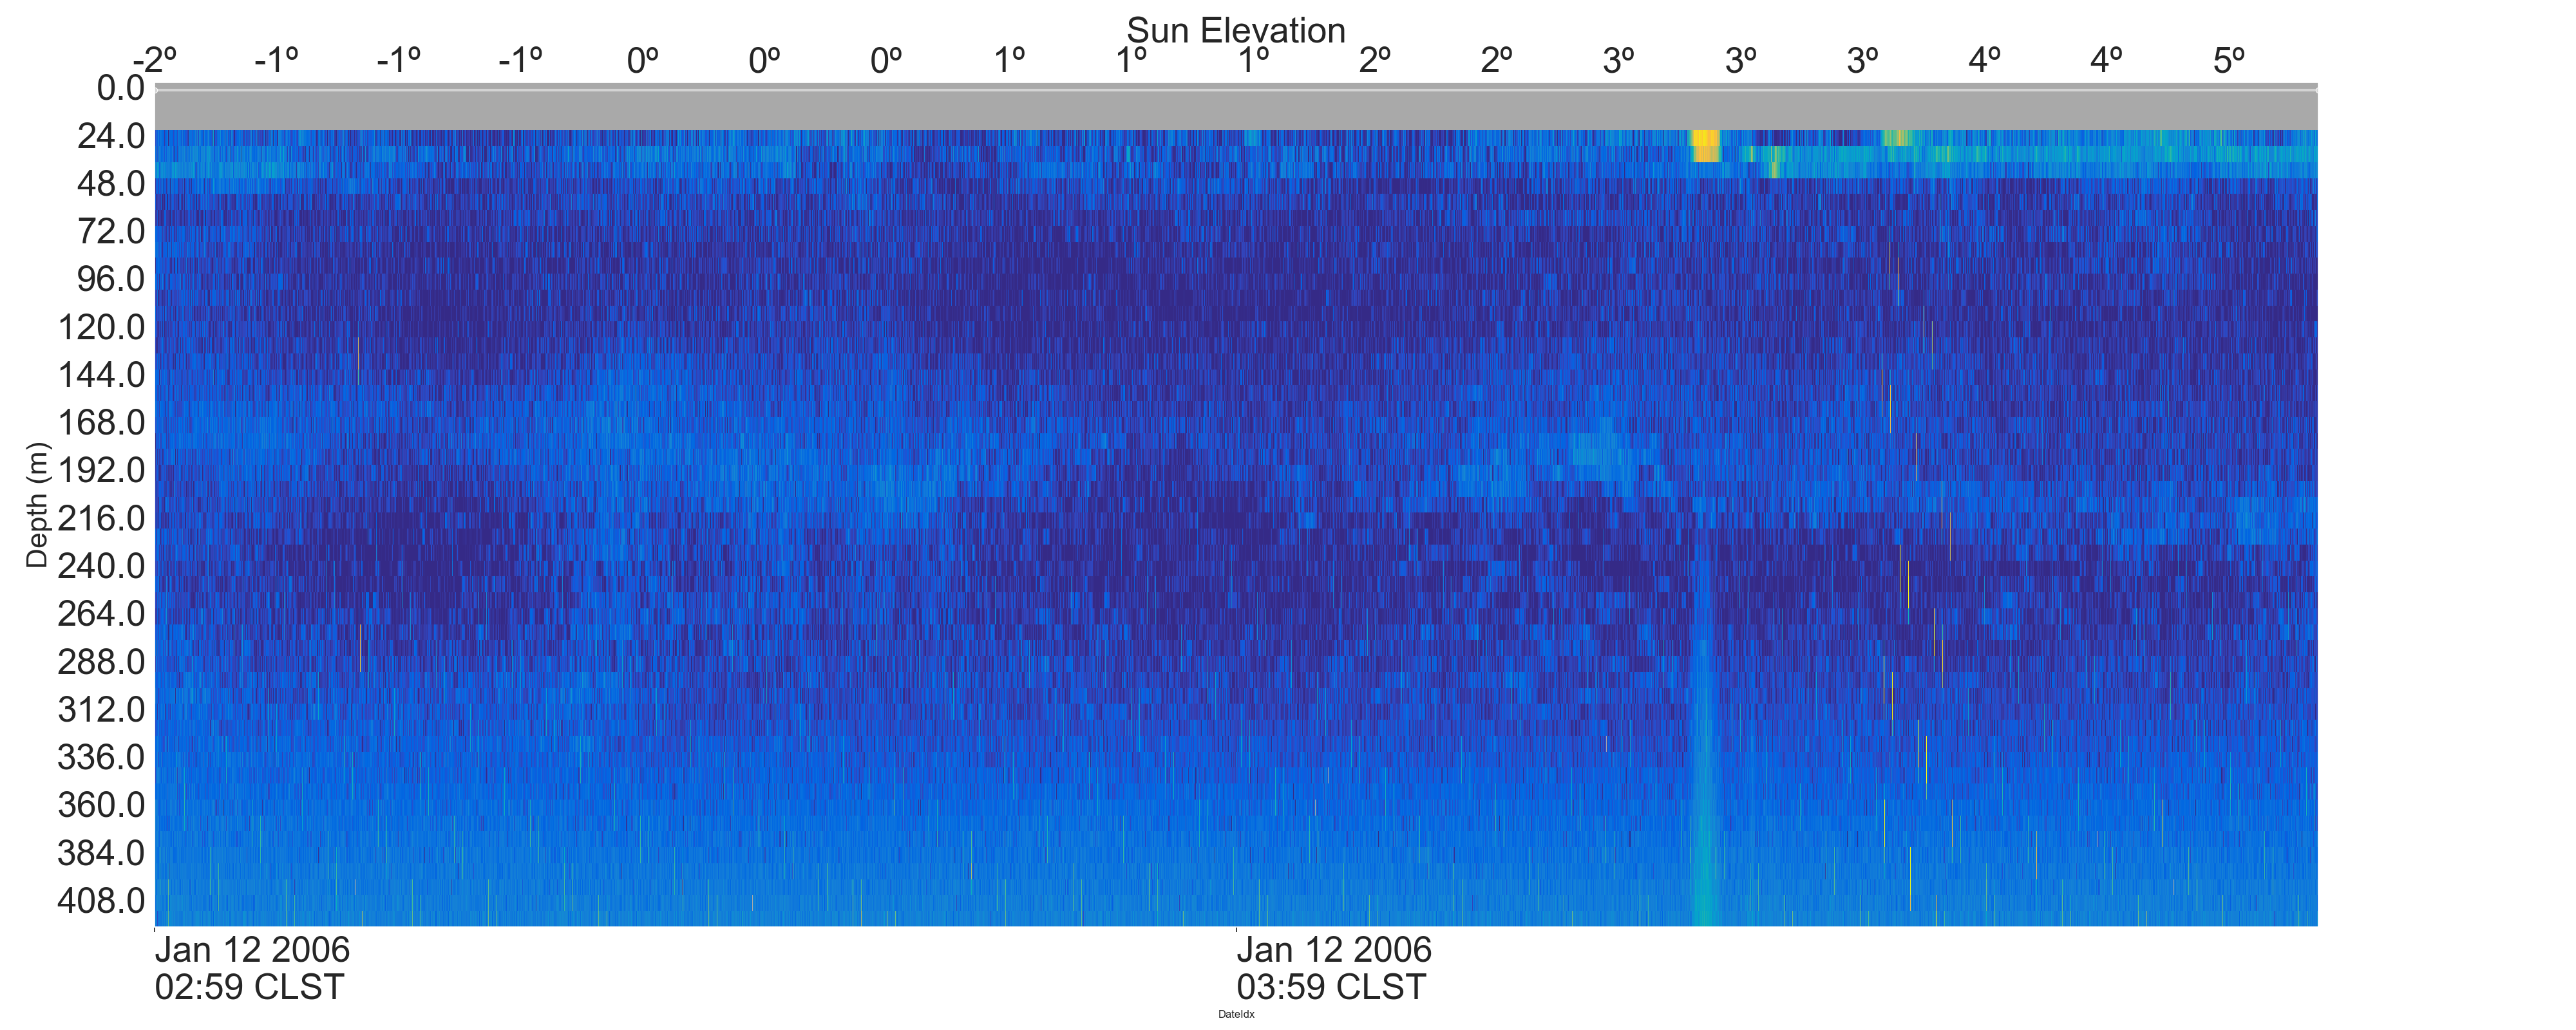 Sun Elevation
-2º -1º -1º -1º 0º 0º 0º 1º 1º 1º 2º 2º 3º 3º 3º 4º 4º 5º
0.0
24.0
48.0
72.0
96.0
120.0
144.0
168.0
192.0
216.0
240.0
264.0
288.0
312.0
336.0
360.0
384.0
408.0
Depth (m)
Jan 12 2006
02:59 CLST
Jan 12 2006
03:59 CLST
DateIdx